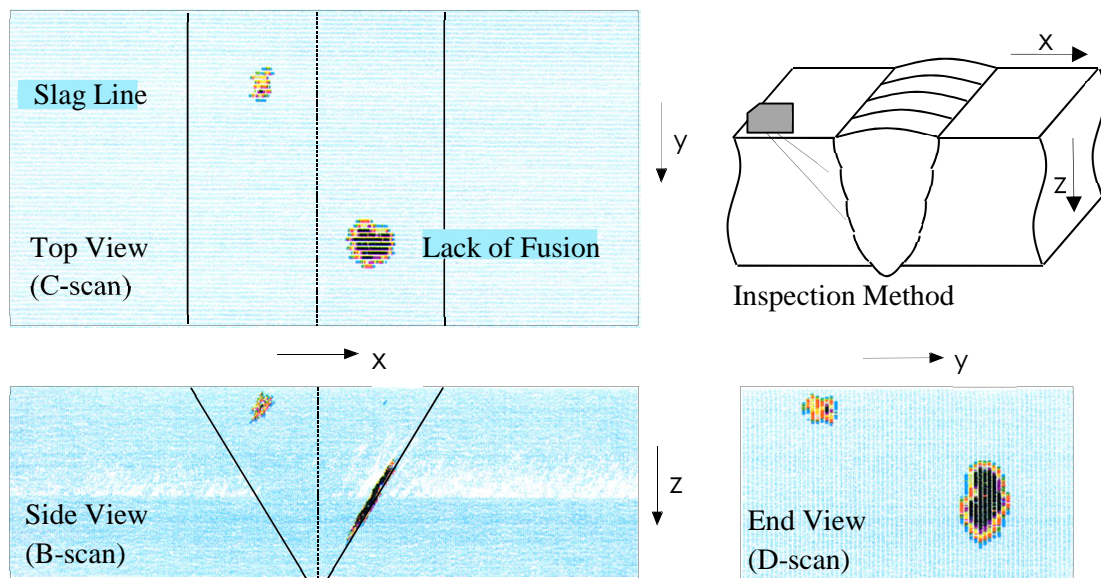 Slag Line
Top View
(C-scan)
Lack of Fusion
y
x
z
Inspection Method
x
y
Side View
(B-scan)
z
End View
(D-scan)